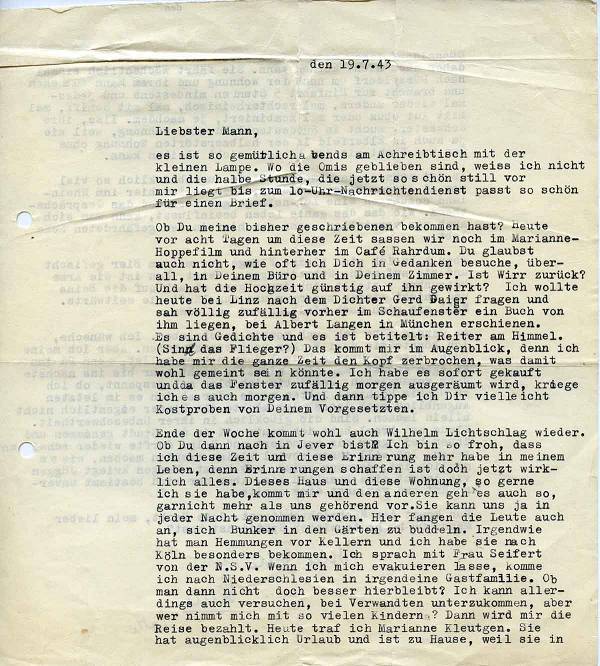 den 19.7.43
Liebster Mann,
es ist so gemütlicha bends am Achreibtisch mit der
kleinen Lampe. Wo die Omis geblieben sind, weiss ich nicht
und die halbe Stunde, die jetzt so schön still vor
mir liegt bis zum lo-Uhr-Nachrichtendienst passt so schön
für einen Brief.
Ob Du meine bisher geschriebenen bekommen hast? Heute
vor acht Tagen um diese Zeit sassen wir noch im Marianne-
Hoppefilm und hinterher im Café Rahrdum. Du glaubst
auch nicht, wie oft ich Dich in Gedanken besuche, über-
all, in Deinem Büro und in Deinem Zimmer. Ist Wirr zurück?
Und hat die Hochzeit günstig auf ihn gewirkt? Ich wollte
heute bei Linz nach dem Dichter Gerd Daier fragen und
sah völlig zufällig vorher im Schaufenster ein Buch von
ihm liegen, bei Albert Langen in München erschienen.
Es sind Gedichte und es ist betitelt: Reiter am Himmel.
(Sind das Flieger?) Das kommt mir im Augenblick, denn ich
habe mir die ganze Zeit den Kopf zerbrochen, was damit
wohl gemeint sein könnte. Ich habe es sofort gekauft
undda das Fenster zufällig morgen ausgeräumt wird, kriege
ich es auch morgen. Und dann tippe ich Dir vielleicht
Kostproben von Deinem Vorgesetzten.
Ende der Woche kommt wohl auch Wilhelm Lichtschlag wieder.
Ob Du dann nach in Jever bist? Ich bin so froh, dass
ich diese Zeit und diese Erinnerung mehr habe in meinem
Leben, denn Erinnerungen schaffen ist doch jetzt wirk-
lich alles. Dieses Haus und diese Wohnung, so gerne
ich sie habe,kommt mir und den anderen geht es auch so,
garnicht mehr als uns gehörend vor.Sie kann uns ja in
jeder Nacht genommen werden. Hier fangen die Leute auch
an, sich Bunker in den Gärten zu buddeln. Irgendwie
hat man Hemmungen vor Kellern und ich habe sie nach
Köln besonders bekommen. Ich sprach mit Frau Seifert
von der N.S.V. Wenn ich mich evakuieren lasse, komme
ich nach Niederschlesien in irgendeine Gastfamilie. Ob
man dann nicht doch besser hierbleibt? Ich kann aller-
dings auch versuchen, bei Verwandten unterzukommen, aber
wer nimmt mich mit so vielen Kindern? Dann wird mir die
Reise bezahlt. Heute traf ich Marianne Kleutgen. Sie
hat augenblicklich Urlaub und ist zu Hause, weil sie in